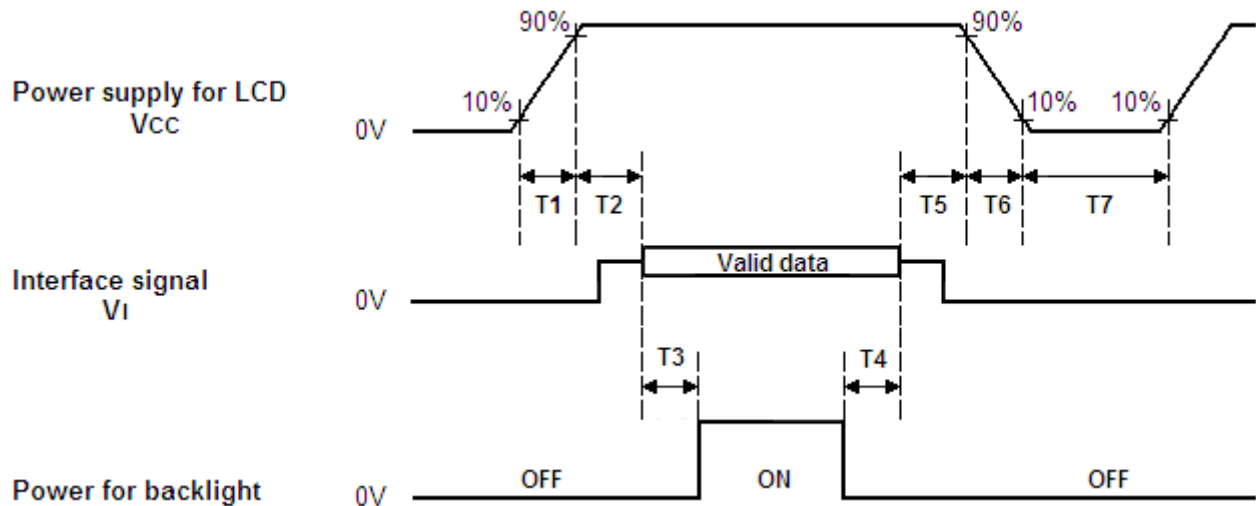 90% 90%
Power supply for LCD
VCC
10% 10% 10%
0V
T1 T2 T5 T6 T7
Valid data
Interface signal
VI
0V
T3 T4
OFF ON OFF
Power for backlight
0V